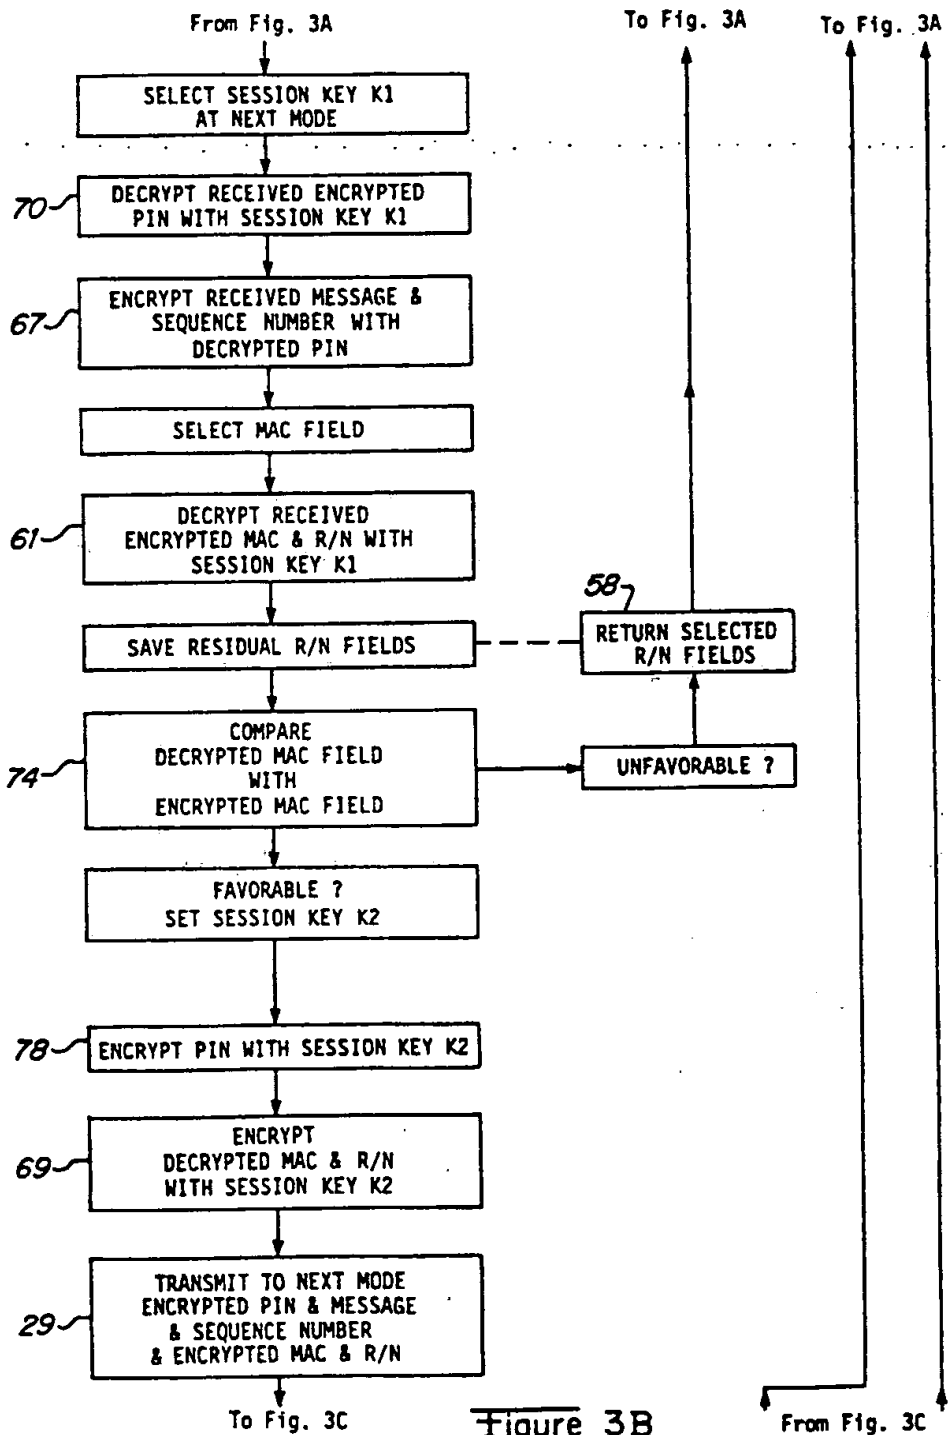 From Fig. 3A
To Fig. 3A
To Fig. 3A
SELECT SESSION KEY K1
AT NEXT MODE
70
DECRYPT RECEIVED ENCRYPTED
PIN WITH SESSION KEY K1
67
ENCRYPT RECEIVED MESSAGE &
SEQUENCE NUMBER WITH
DECRYPTED PIN
SELECT MAC FIELD
61
DECRYPT RECEIVED
ENCRYPTED MAC & R/N WITH
SESSION KEY K1
58
SAVE RESIDUAL R/N FIELDS
RETURN SELECTED
R/N FIELDS
74
COMPARE
DECRYPTED MAC FIELD
WITH
ENCRYPTED MAC FIELD
UNFAVORABLE ?
FAVORABLE ?
SET SESSION KEY K2
78
ENCRYPT PIN WITH SESSION KEY K2
69
ENCRYPT
DECRYPTED MAC & R/N
WITH SESSION KEY K2
29
TRANSMIT TO NEXT MODE
ENCRYPTED PIN & MESSAGE
& SEQUENCE NUMBER
& ENCRYPTED MAC & R/N
To Fig. 3C
Figure 3B
From Fig. 3C